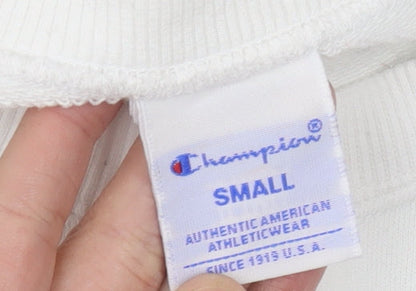 Champion®
SMALL
AUTHENTIC AMERICAN
ATHLETICWEAR
SINCE 1919 U.S.A.